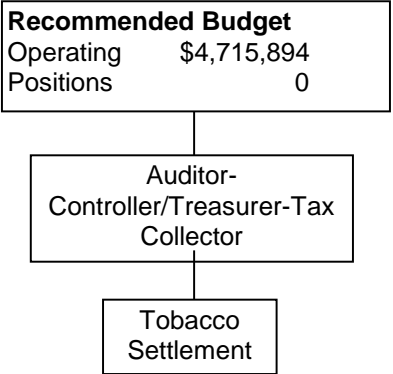 Recommended Budget
Operating $4,715,894
Positions 0
Auditor-
Controller/Treasurer-Tax
Collector
Tobacco
Settlement